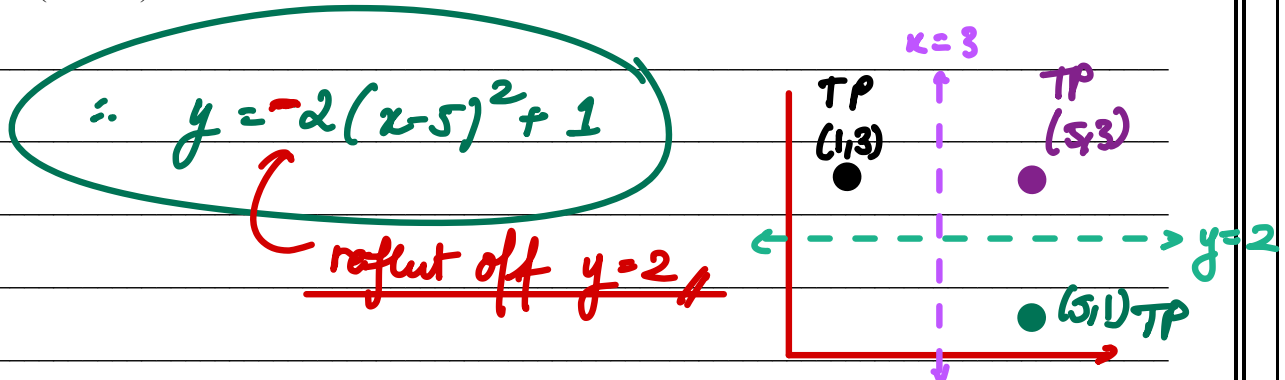 ∴ y = -2(x-5)² + 1
reflect off y=2
x=3
TP
(1,3)
TP
(5,3)
y=2
(5,1) TP